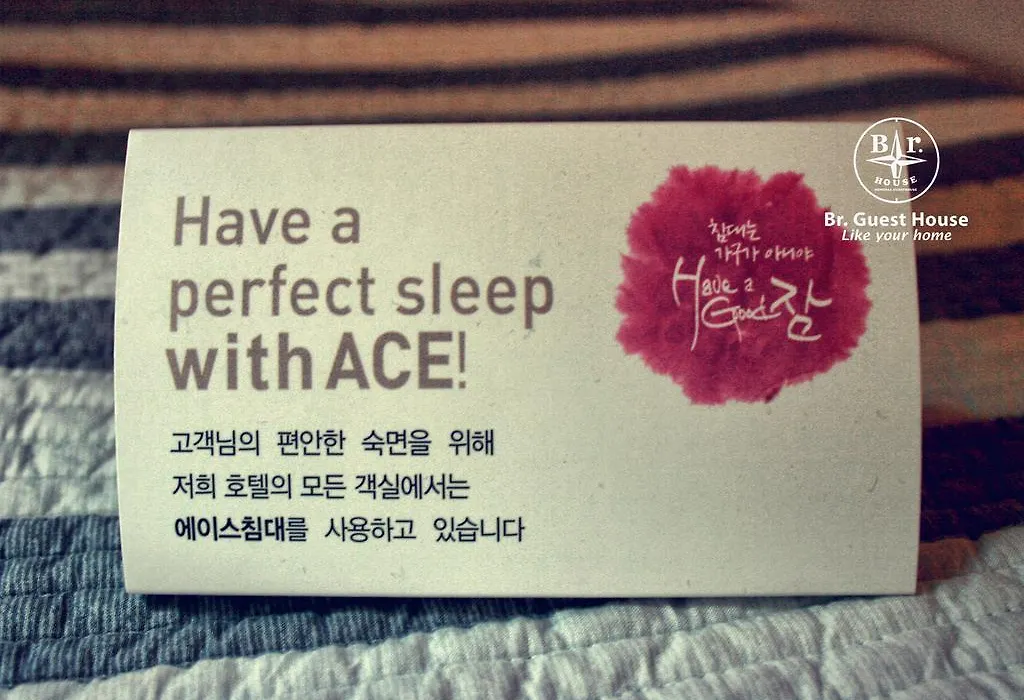 Have a
perfect sleep
with ACE!
고객님의 편안한 숙면을 위해
저희 호텔의 모든 객실에서는
에이스침대를 사용하고 있습니다
침대는
가구가 아니야
Have a
Good 잠
Br.
HOUSE
Br. Guest House
Like your home